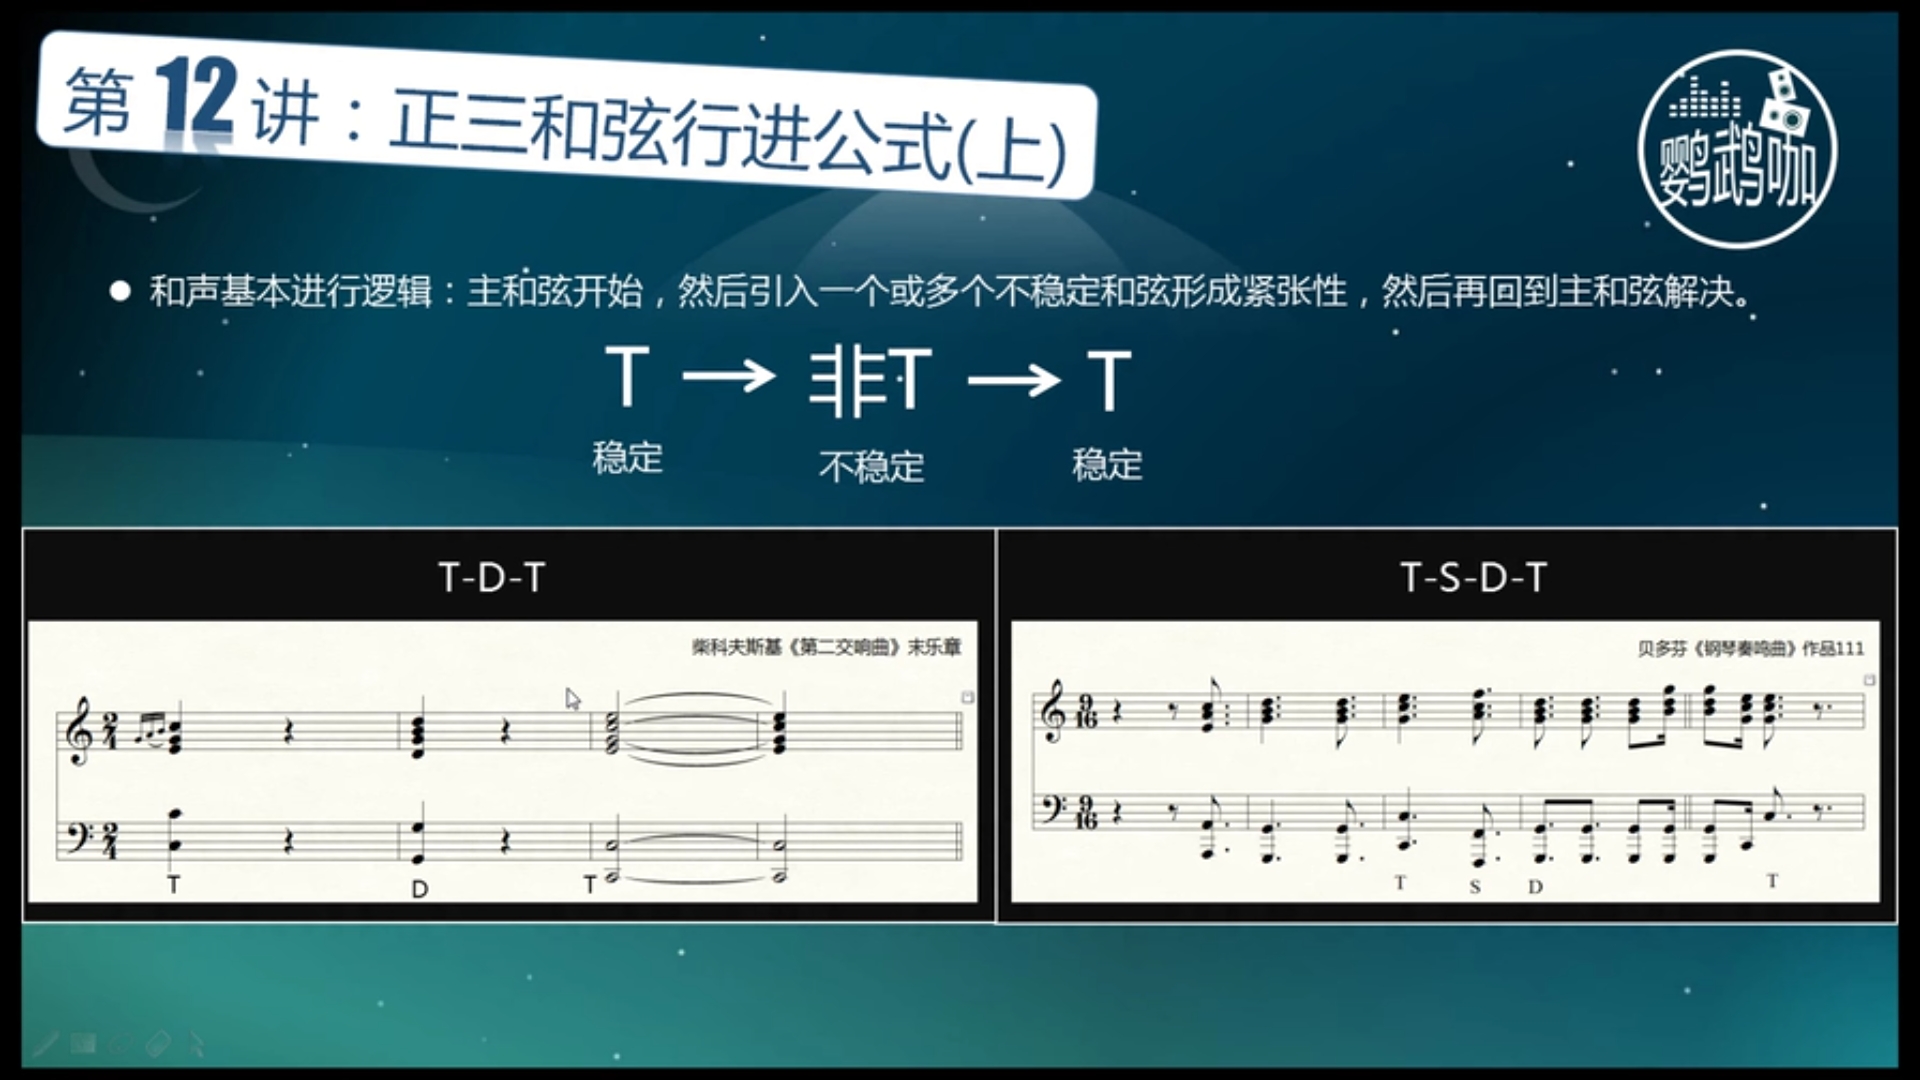 第12讲：正三和弦行进公式(上)
鹦鹉咖
● 和声基本进行逻辑：主和弦开始，然后引入一个或多个不稳定和弦形成紧张性，然后再回到主和弦解决。
T → 非T → T
稳定 不稳定 稳定
T-D-T
柴科夫斯基《第二交响曲》末乐章
2 4
2 4
T D T
T-S-D-T
贝多芬《钢琴奏鸣曲》作品111
9 16
9 16
T S D T